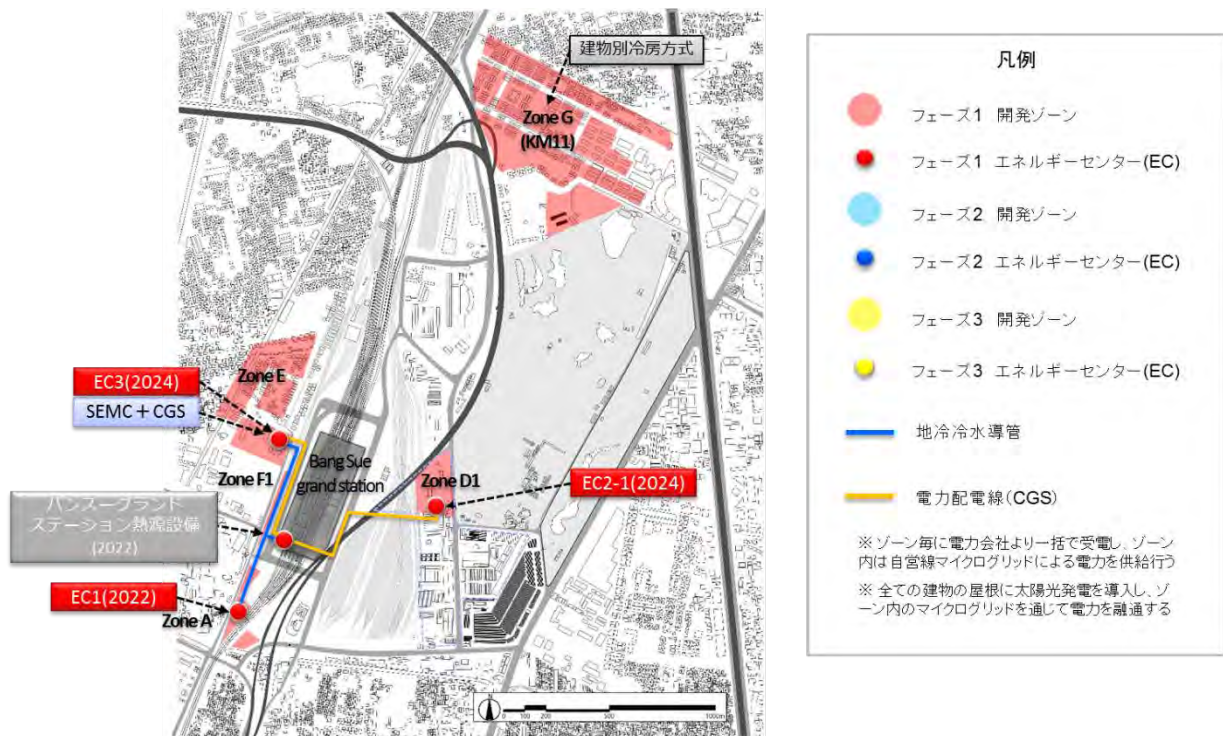 建物別冷房方式
Zone G
(KM11)
Zone E
EC3(2024)
SEMC+CGS
Bang Sue
grand station
Zone F1
Zone D1
EC2-1(2024)
バンスーグランド
ステーション熱源設備
(2022)
EC1(2022)
Zone A
N
0 100 200 500 1000m
凡例
フェーズ1 開発ゾーン
フェーズ1 エネルギーセンター(EC)
フェーズ2 開発ゾーン
フェーズ2 エネルギーセンター(EC)
フェーズ3 開発ゾーン
フェーズ3 エネルギーセンター(EC)
地冷冷水導管
電力配電線(CGS)
※ ゾーン毎に電力会社より一括で受電し、ゾーン
内は自営線マイクログリッドによる電力を供給行う
※ 全ての建物の屋根に太陽光発電を導入し、ゾ
ーン内のマイクログリッドを通じて電力を融通する